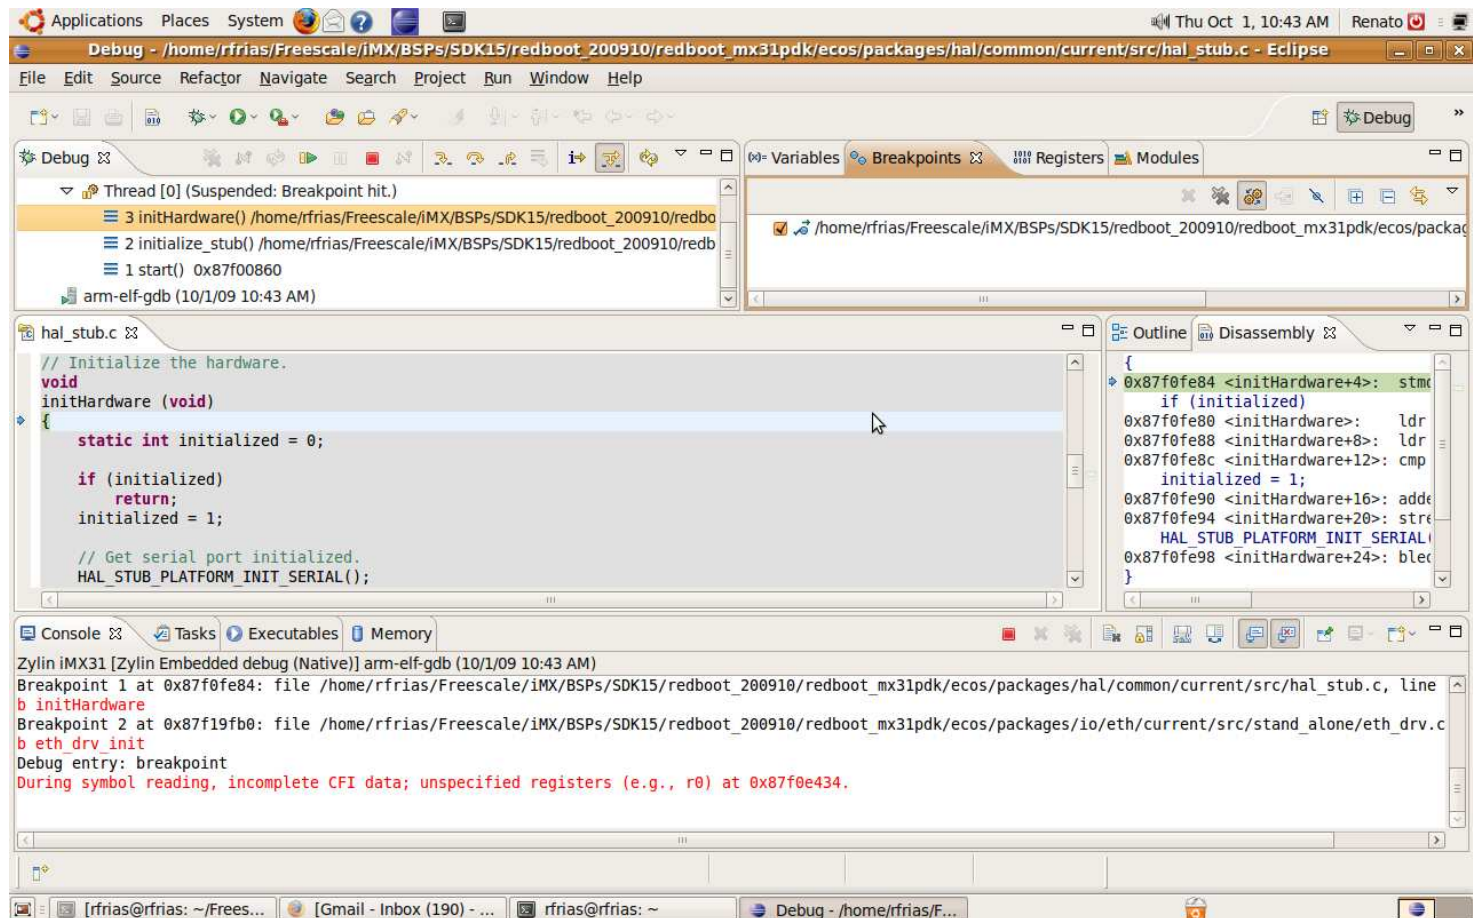 Applications Places System Thu Oct 1, 10:43 AM Renato
Debug - /home/rfrias/Freescale/iMX/BSPs/SDK15/redboot_200910/redboot_mx31pdk/ecos/packages/hal/common/current/src/hal_stub.c - Eclipse
File Edit Source Refactor Navigate Search Project Run Window Help
Debug »
Debug
Thread [0] (Suspended: Breakpoint hit.)
3 initHardware() /home/rfrias/Freescale/iMX/BSPs/SDK15/redboot_200910/redbo
2 initialize_stub() /home/rfrias/Freescale/iMX/BSPs/SDK15/redboot_200910/redb
1 start() 0x87f00860
arm-elf-gdb (10/1/09 10:43 AM)
(x)= Variables Breakpoints 1010 0101 Registers Modules
/home/rfrias/Freescale/iMX/BSPs/SDK15/redboot_200910/redboot_mx31pdk/ecos/packag
hal_stub.c
// Initialize the hardware.
void
initHardware (void)
{
static int initialized = 0;
if (initialized)
return;
initialized = 1;
// Get serial port initialized.
HAL_STUB_PLATFORM_INIT_SERIAL();
Outline Disassembly
{
0x87f0fe84 <initHardware+4>: stmd
if (initialized)
0x87f0fe80 <initHardware>: ldr
0x87f0fe88 <initHardware+8>: ldr
0x87f0fe8c <initHardware+12>: cmp
initialized = 1;
0x87f0fe90 <initHardware+16>: adde
0x87f0fe94 <initHardware+20>: stre
HAL_STUB_PLATFORM_INIT_SERIAL(
0x87f0fe98 <initHardware+24>: bleq
}
Console Tasks Executables Memory
Zylin iMX31 [Zylin Embedded debug (Native)] arm-elf-gdb (10/1/09 10:43 AM)
Breakpoint 1 at 0x87f0fe84: file /home/rfrias/Freescale/iMX/BSPs/SDK15/redboot_200910/redboot_mx31pdk/ecos/packages/hal/common/current/src/hal_stub.c, line
b initHardware
Breakpoint 2 at 0x87f19fb0: file /home/rfrias/Freescale/iMX/BSPs/SDK15/redboot_200910/redboot_mx31pdk/ecos/packages/io/eth/current/src/stand_alone/eth_drv.c
b eth_drv_init
Debug entry: breakpoint
During symbol reading, incomplete CFI data; unspecified registers (e.g., r0) at 0x87f0e434.
[rfrias@rfrias: ~/Frees... [Gmail - Inbox (190) - ... rfrias@rfrias: ~ Debug - /home/rfrias/F...